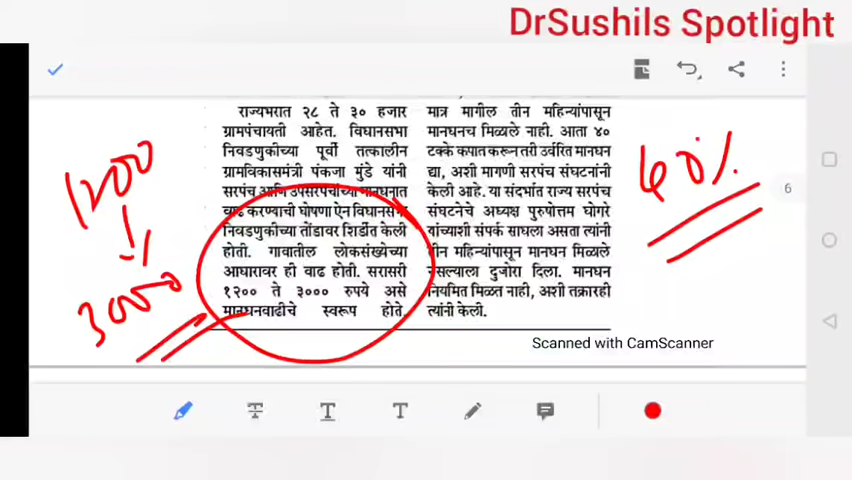 DrSushils Spotlight
राज्यभरात २८ ते ३० हजार
ग्रामपंचायती आहेत. विधानसभा
निवडणुकीच्या पूर्वी तत्कालीन
ग्रामविकासमंत्री पंकजा मुंडे यांनी
सरपंच आणि उपसरपंचांच्या मानधनात
वाढ करण्याची घोषणा ऐन विधानसभा
निवडणुकीच्या तोंडावर शिर्डीत केली
होती. गावातील लोकसंख्येच्या
आधारावर ही वाढ होती. सरासरी
१२०० ते ३००० रुपये असे
मानधनवाढीचे स्वरूप होते.
मात्र मागील तीन महिन्यांपासून
मानधनच मिळाले नाही. आता ४०
टक्के कपात करून तरी उर्वरित मानधन
द्या, अशी मागणी सरपंच संघटनांनी
केली आहे. या संदर्भात राज्य सरपंच
संघटनेचे अध्यक्ष पुरुषोत्तम घोगरे
यांच्याशी संपर्क साधला असता त्यांनी
तीन महिन्यांपासून मानधन मिळाले
नसल्याला दुजोरा दिला. मानधन
नियमित मिळत नाही, अशी तक्रारही
त्यांनी केली.
1200
3000
60%
6
Scanned with CamScanner